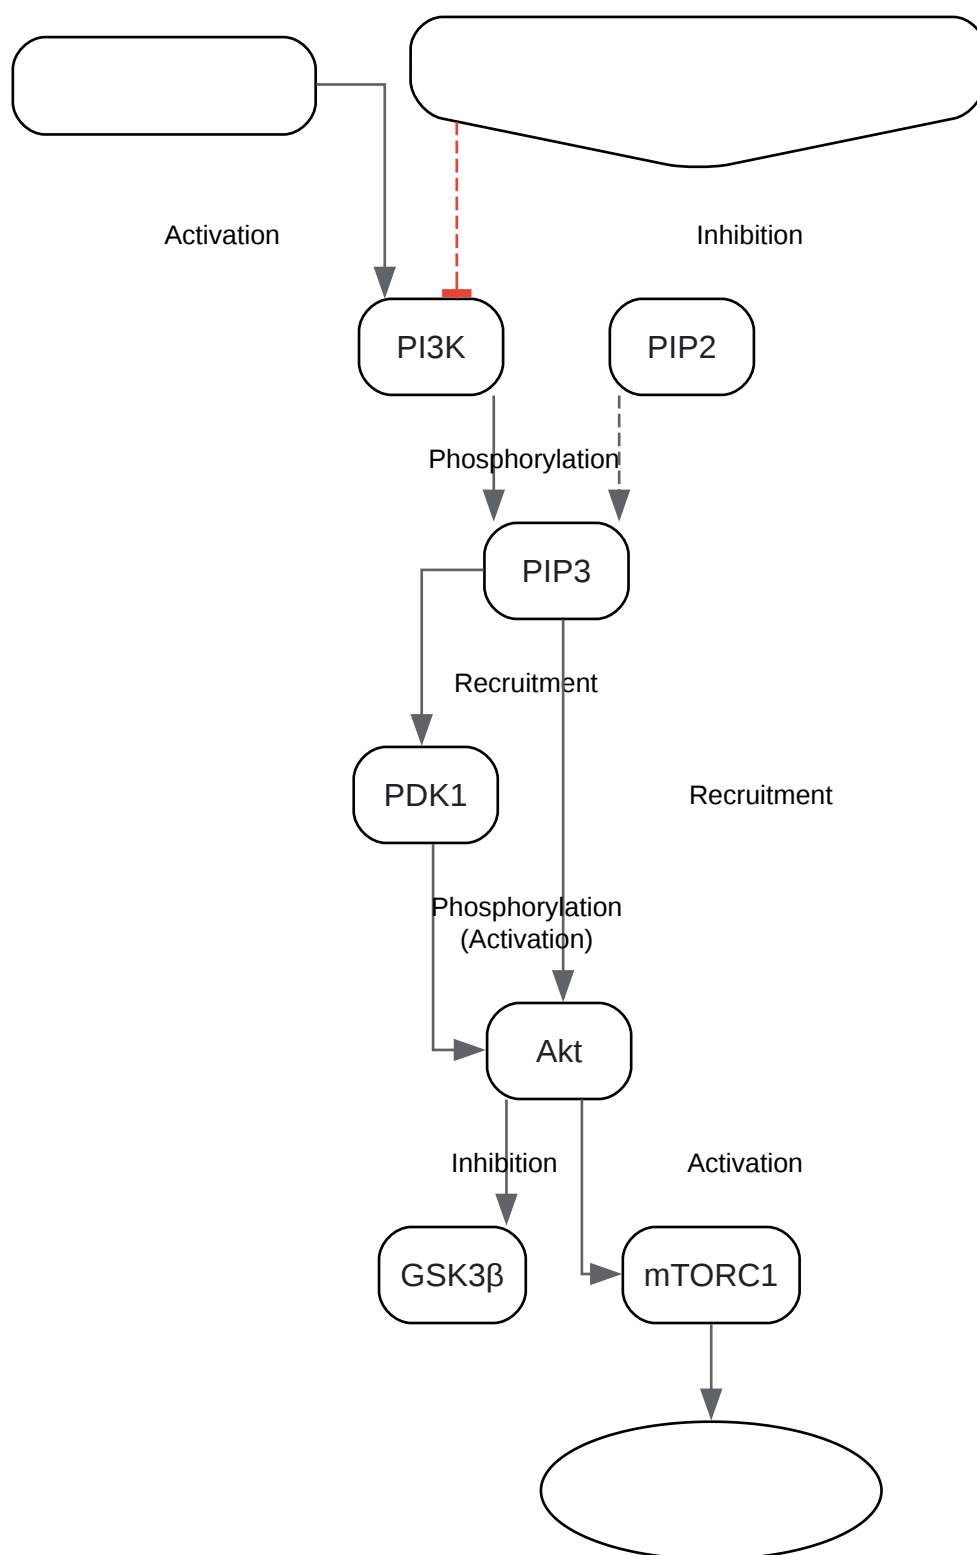 Activation
Inhibition
PI3K
PIP2
Phosphorylation
PIP3
Recruitment
PDK1
Recruitment
Phosphorylation
(Activation)
Akt
Inhibition
Activation
GSK3β
mTORC1